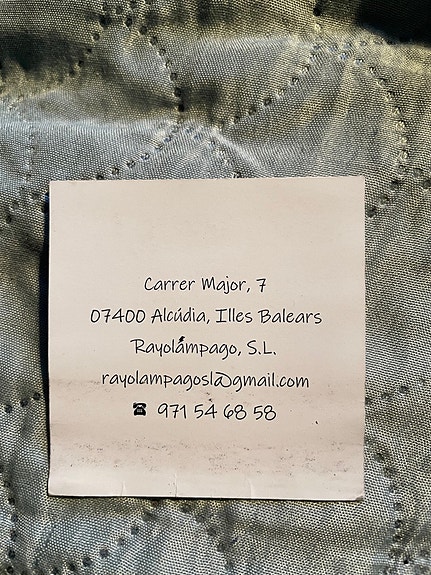 Carrer Major, 7
07400 Alcúdia, Illes Balears
Rayolámpago, S.L.
rayolampagosl@gmail.com
☎ 971 54 68 58